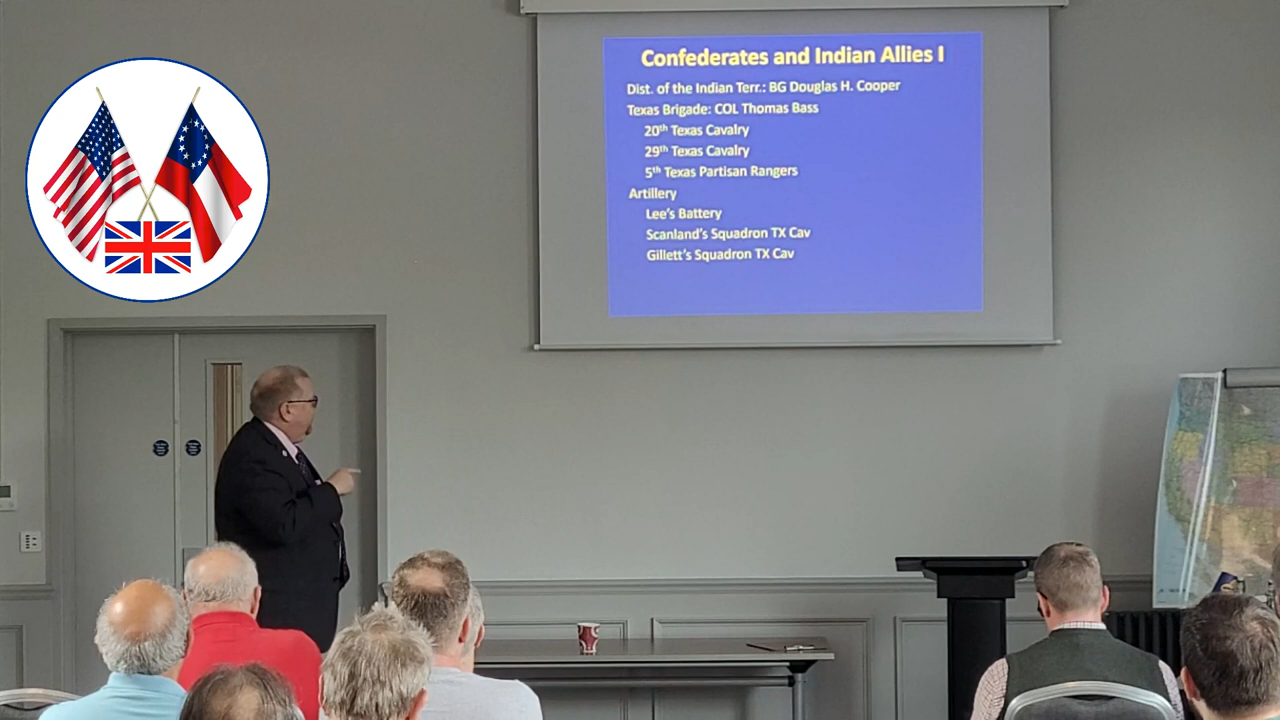 Confederates and Indian Allies I
Dist. of the Indian Terr.: BG Douglas H. Cooper
Texas Brigade: COL Thomas Bass
20th Texas Cavalry
29th Texas Cavalry
5th Texas Partisan Rangers
Artillery
Lee's Battery
Scanland's Squadron TX Cav
Gillett's Squadron TX Cav